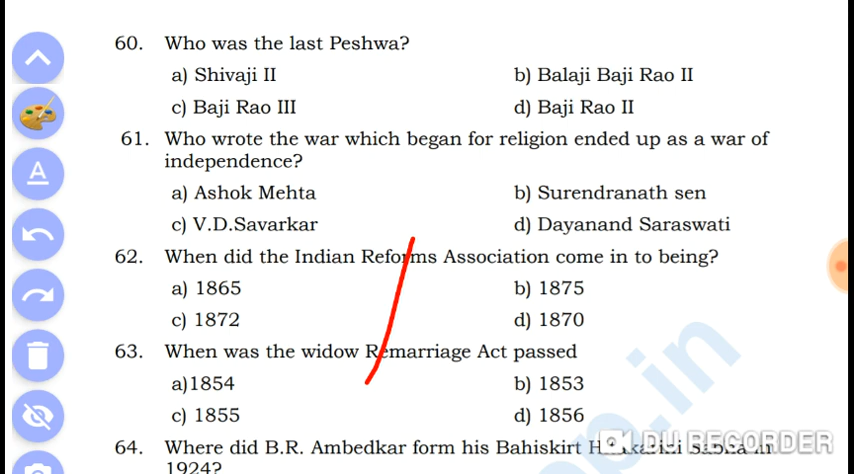 60. Who was the last Peshwa?
a) Shivaji II b) Balaji Baji Rao II
c) Baji Rao III d) Baji Rao II
61. Who wrote the war which began for religion ended up as a war of
independence?
a) Ashok Mehta b) Surendranath sen
c) V.D.Savarkar d) Dayanand Saraswati
62. When did the Indian Reforms Association come in to being?
a) 1865 b) 1875
c) 1872 d) 1870
63. When was the widow Remarriage Act passed
a)1854 b) 1853
c) 1855 d) 1856
64. Where did B.R. Ambedkar form his Bahiskirt in
1924?
A
DU RECORDER